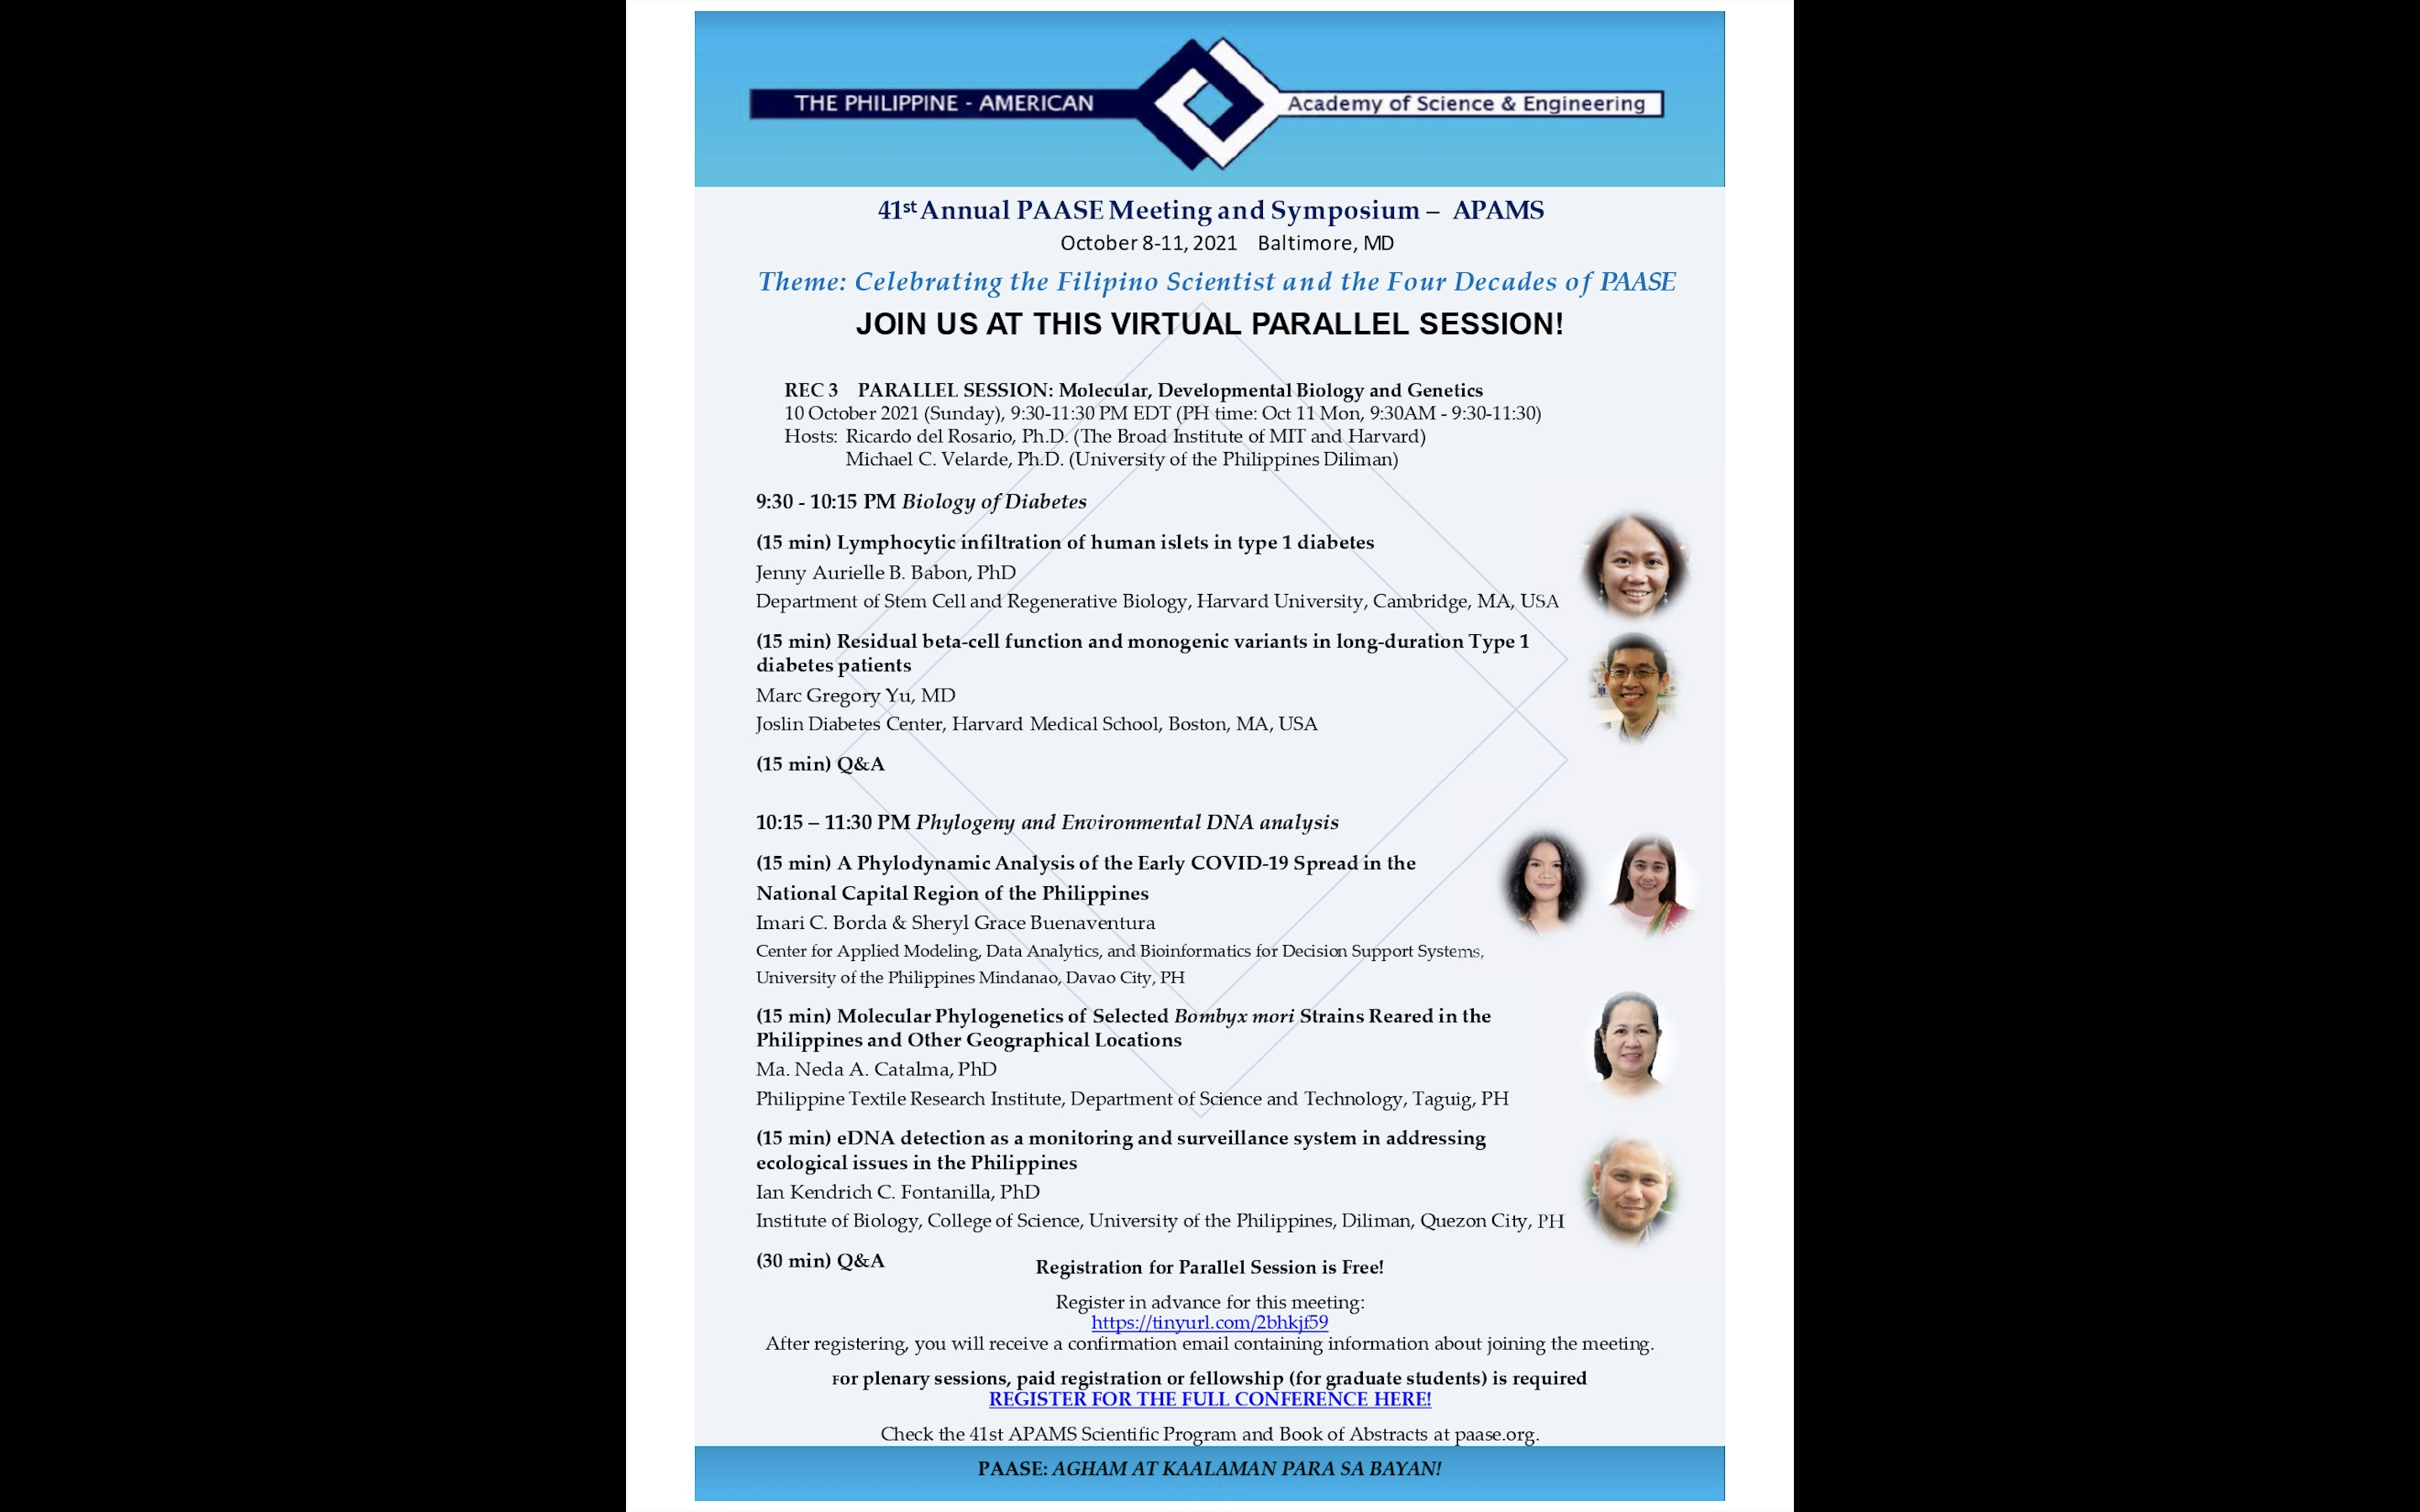 THE PHILIPPINE - AMERICAN Academy of Science & Engineering
41st Annual PAASE Meeting and Symposium – APAMS
October 8-11, 2021 Baltimore, MD
Theme: Celebrating the Filipino Scientist and the Four Decades of PAASE
JOIN US AT THIS VIRTUAL PARALLEL SESSION!
REC 3 PARALLEL SESSION: Molecular, Developmental Biology and Genetics
10 October 2021 (Sunday), 9:30-11:30 PM EDT (PH time: Oct 11 Mon, 9:30AM - 9:30-11:30)
Hosts: Ricardo del Rosario, Ph.D. (The Broad Institute of MIT and Harvard)
Michael C. Velarde, Ph.D. (University of the Philippines Diliman)
9:30 - 10:15 PM Biology of Diabetes
(15 min) Lymphocytic infiltration of human islets in type 1 diabetes
Jenny Aurielle B. Babon, PhD
Department of Stem Cell and Regenerative Biology, Harvard University, Cambridge, MA, USA
(15 min) Residual beta-cell function and monogenic variants in long-duration Type 1
diabetes patients
Marc Gregory Yu, MD
Joslin Diabetes Center, Harvard Medical School, Boston, MA, USA
(15 min) Q&A
10:15 – 11:30 PM Phylogeny and Environmental DNA analysis
(15 min) A Phylodynamic Analysis of the Early COVID-19 Spread in the
National Capital Region of the Philippines
Imari C. Borda & Sheryl Grace Buenaventura
Center for Applied Modeling, Data Analytics, and Bioinformatics for Decision Support Systems,
University of the Philippines Mindanao, Davao City, PH
(15 min) Molecular Phylogenetics of Selected Bombyx mori Strains Reared in the
Philippines and Other Geographical Locations
Ma. Neda A. Catalma, PhD
Philippine Textile Research Institute, Department of Science and Technology, Taguig, PH
(15 min) eDNA detection as a monitoring and surveillance system in addressing
ecological issues in the Philippines
Ian Kendrich C. Fontanilla, PhD
Institute of Biology, College of Science, University of the Philippines, Diliman, Quezon City, PH
(30 min) Q&A
Registration for Parallel Session is Free!
Register in advance for this meeting:
https://tinyurl.com/2bhkjf59
After registering, you will receive a confirmation email containing information about joining the meeting.
For plenary sessions, paid registration or fellowship (for graduate students) is required
REGISTER FOR THE FULL CONFERENCE HERE!
Check the 41st APAMS Scientific Program and Book of Abstracts at paase.org.
PAASE: AGHAM AT KAALAMAN PARA SA BAYAN!